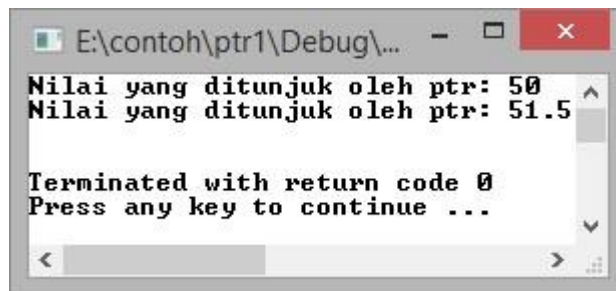 E:\contoh\ptr1\Debug\...
Nilai yang ditunjuk oleh ptr: 50
Nilai yang ditunjuk oleh ptr: 51.5
Terminated with return code 0
Press any key to continue ...